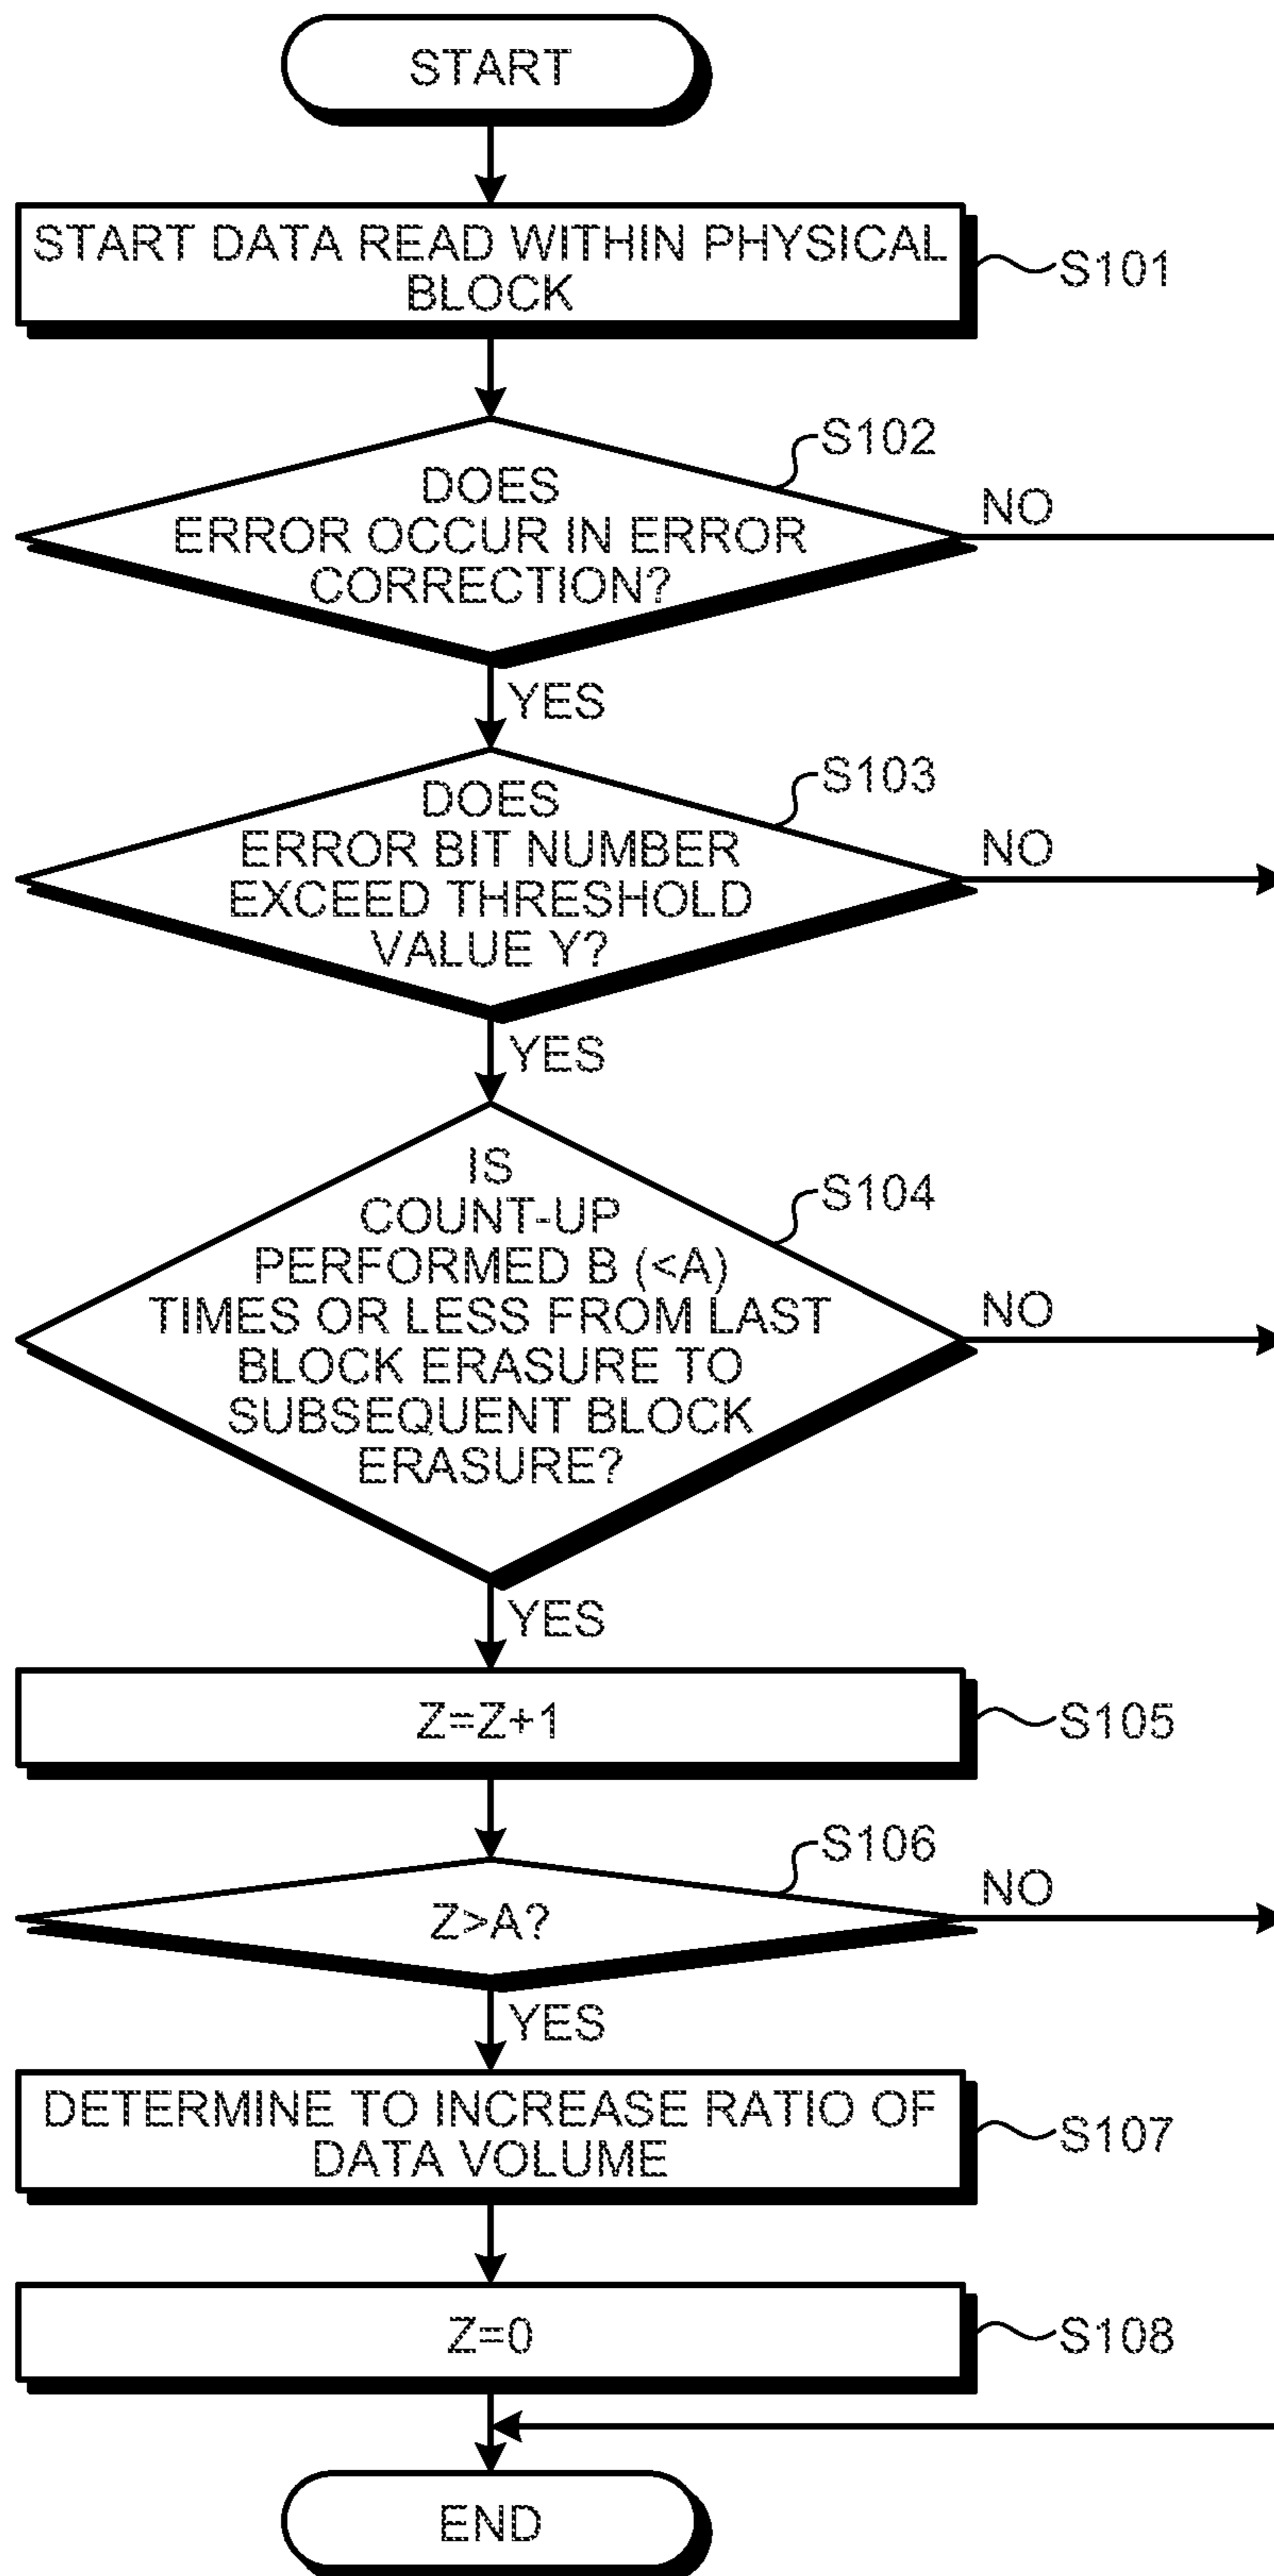 START
START DATA READ WITHIN PHYSICAL
BLOCK
S101
S102
DOES
ERROR OCCUR IN ERROR
CORRECTION?
NO
YES
S103
DOES
ERROR BIT NUMBER
EXCEED THRESHOLD
VALUE Y?
NO
YES
S104
IS
COUNT-UP
PERFORMED B (<A)
TIMES OR LESS FROM LAST
BLOCK ERASURE TO
SUBSEQUENT BLOCK
ERASURE?
NO
YES
Z=Z+1
S105
S106
Z>A?
NO
YES
DETERMINE TO INCREASE RATIO OF
DATA VOLUME
S107
Z=0
S108
END